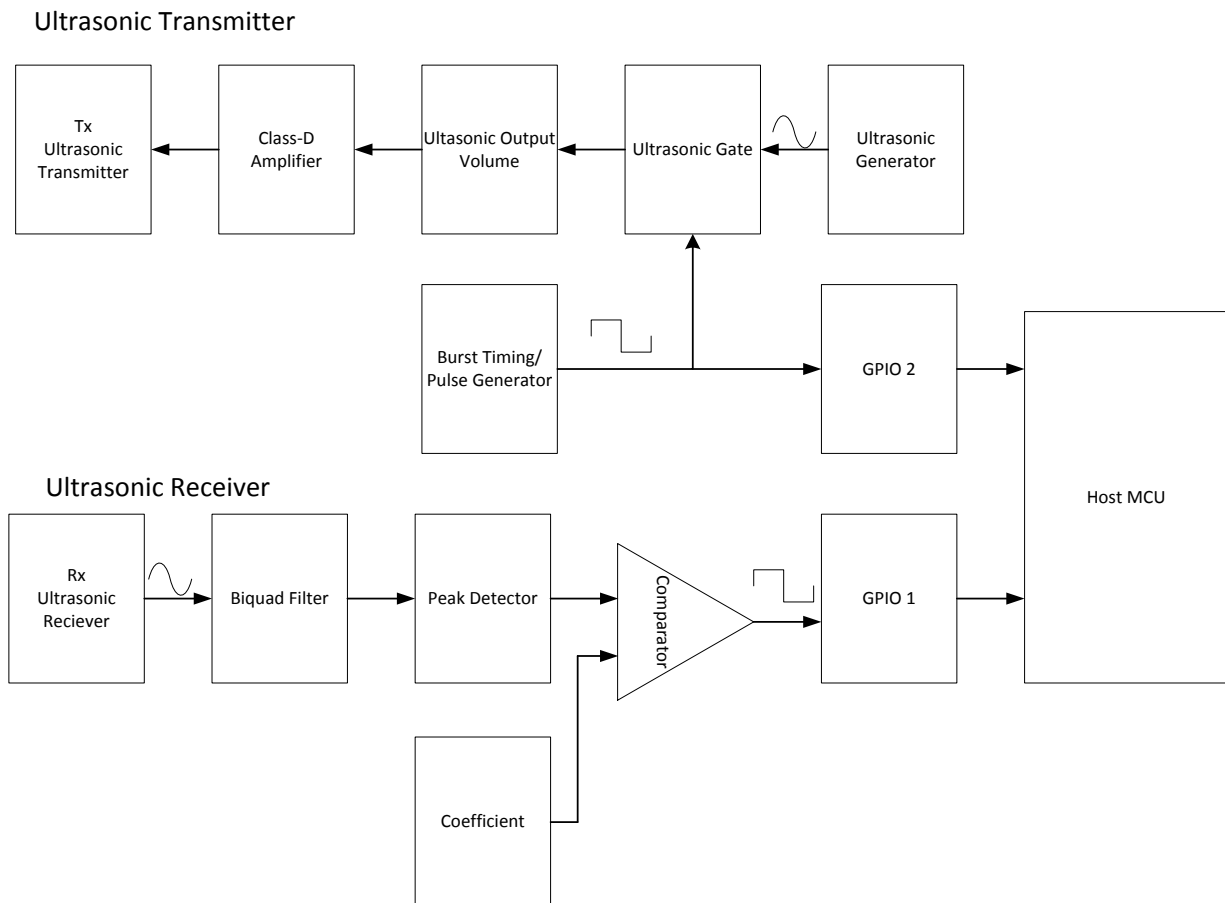 Ultrasonic Transmitter
Tx
Ultrasonic
Transmitter
Class-D
Amplifier
Ultasonic Output
Volume
Ultrasonic Gate
Ultrasonic
Generator
Burst Timing/
Pulse Generator
GPIO 2
Host MCU
Ultrasonic Receiver
Rx
Ultrasonic
Reciever
Biquad Filter
Peak Detector
Comparator
GPIO 1
Coefficient